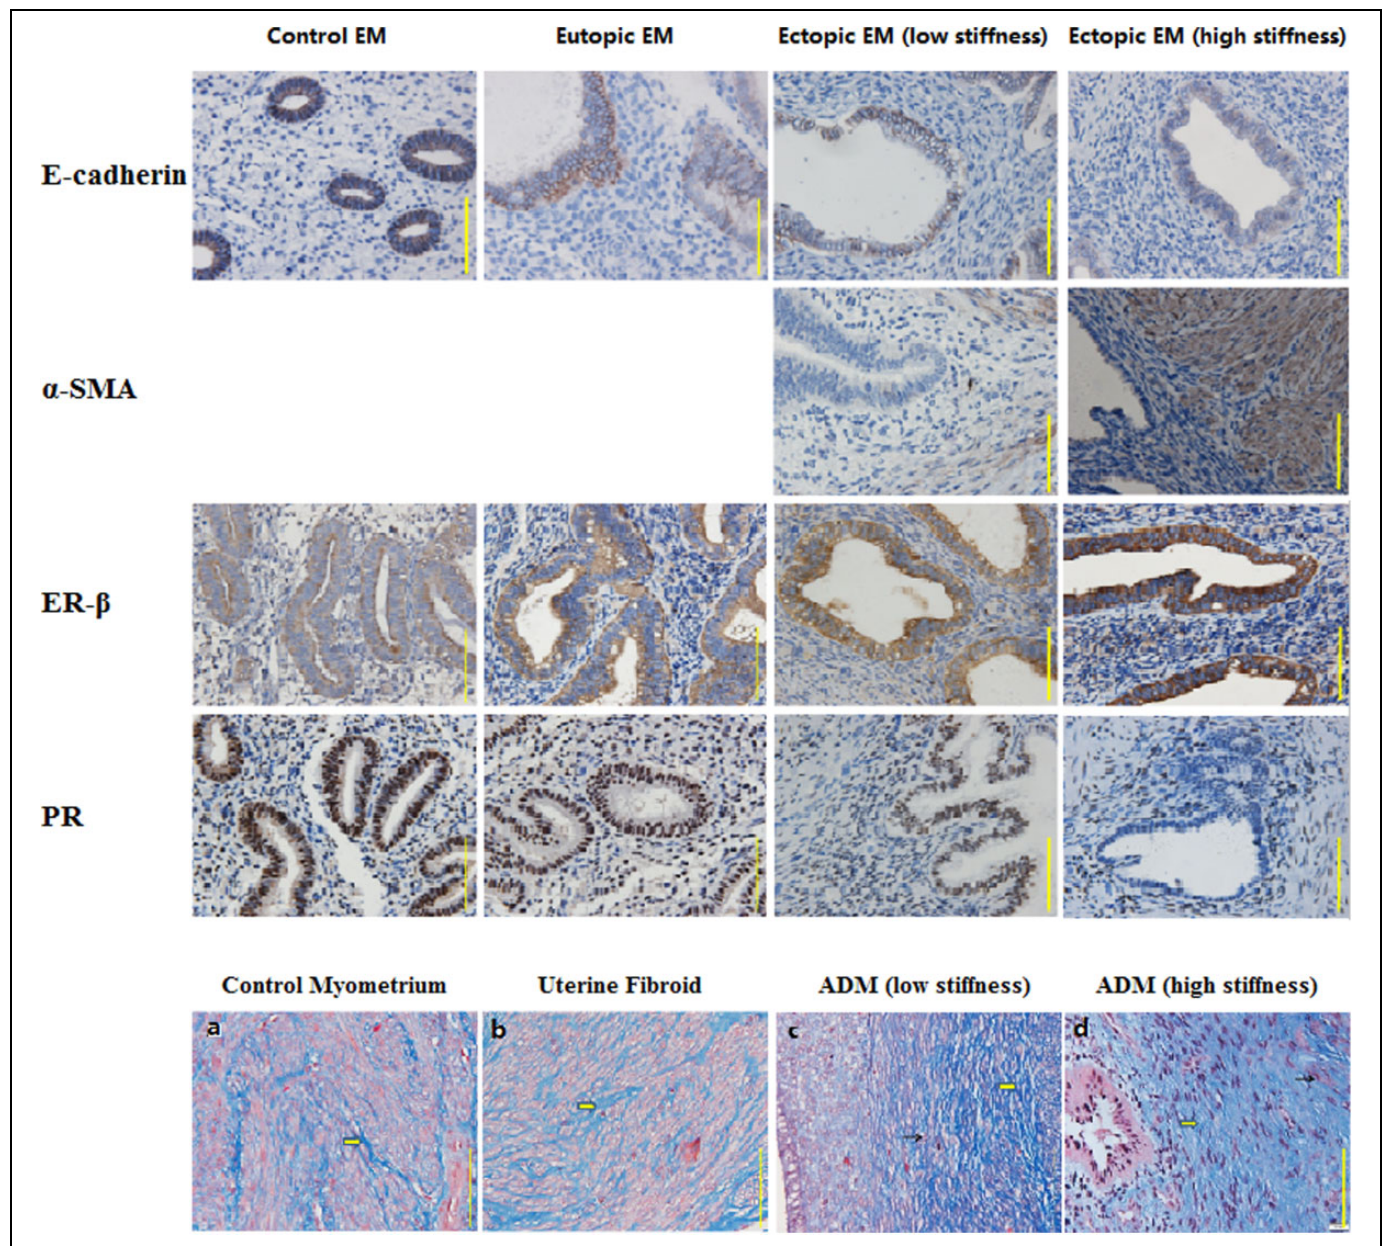 Control EM Eutopic EM Ectopic EM (low stiffness) Ectopic EM (high stiffness)
E-cadherin
α-SMA
ER-β
PR
Control Myometrium Uterine Fibroid ADM (low stiffness) ADM (high stiffness)
a b c d